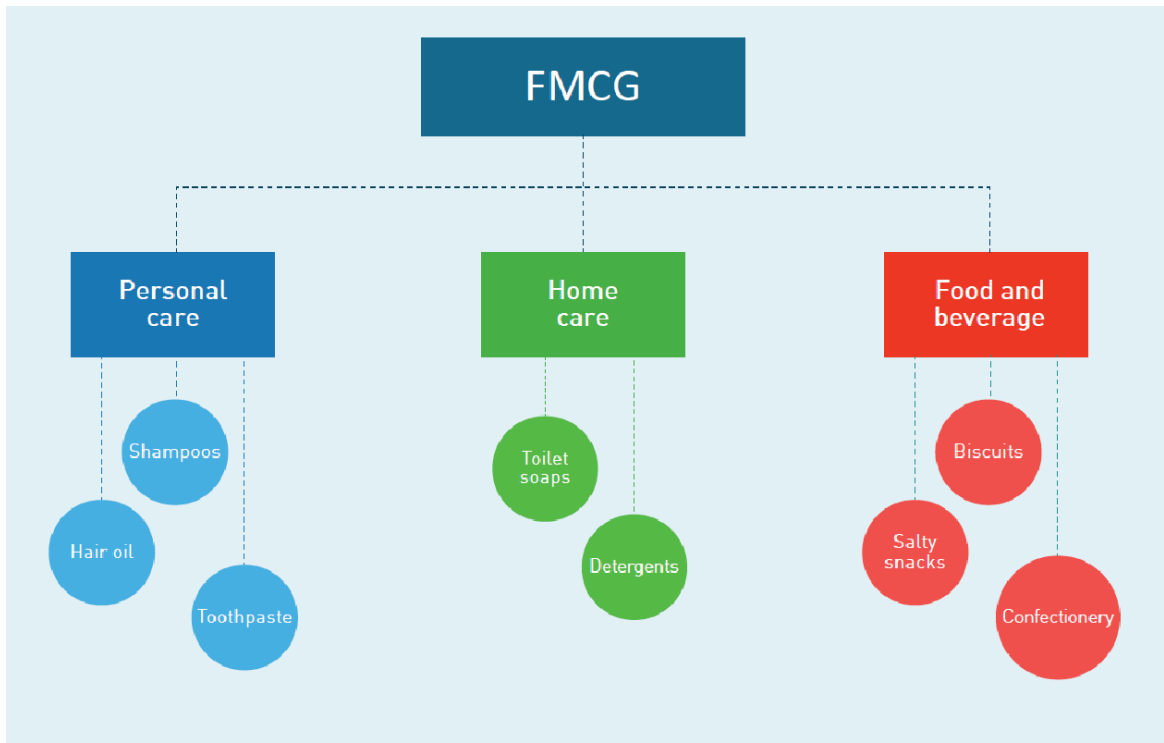 FMCG
Personal
care
Home
care
Food and
beverage
Shampoos
Hair oil
Toothpaste
Toilet
soaps
Detergents
Biscuits
Salty
snacks
Confectionery